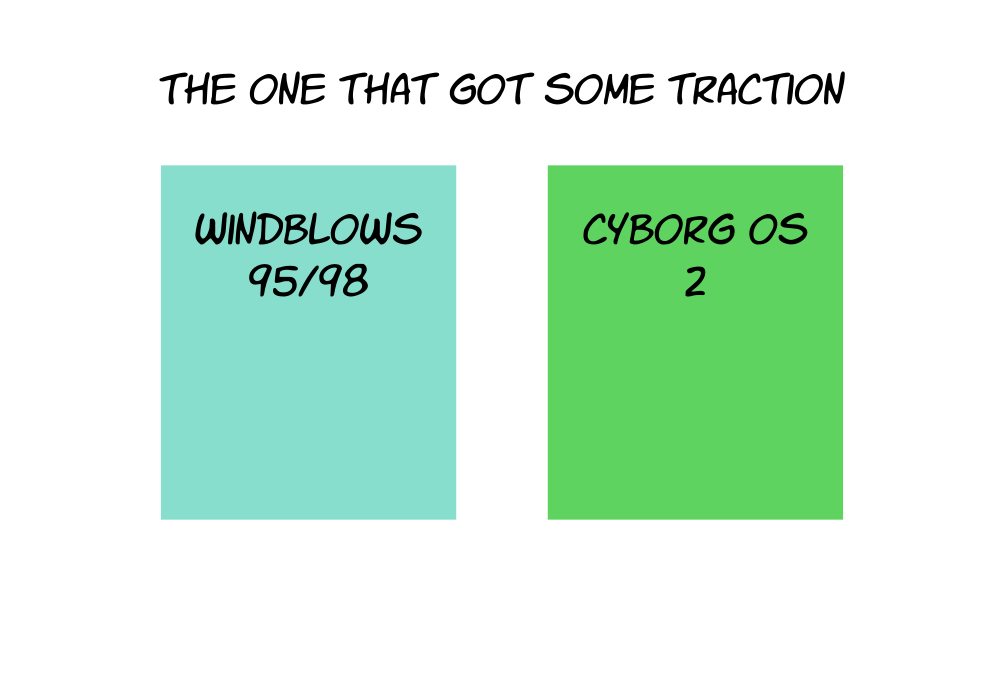 THE ONE THAT GOT SOME TRACTION
WINDBLOWS
95/98
CYBORG OS
2